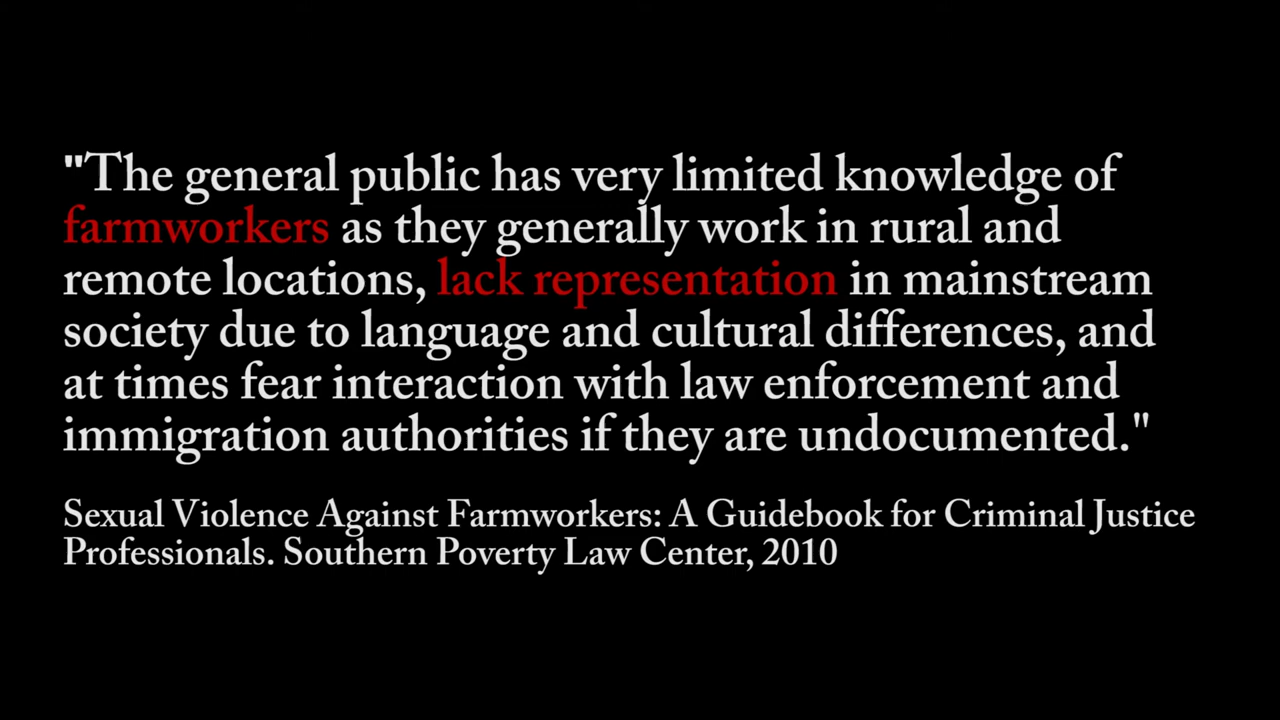 "The general public has very limited knowledge of
farmworkers as they generally work in rural and
remote locations, lack representation in mainstream
society due to language and cultural differences, and
at times fear interaction with law enforcement and
immigration authorities if they are undocumented."
Sexual Violence Against Farmworkers: A Guidebook for Criminal Justice
Professionals. Southern Poverty Law Center, 2010